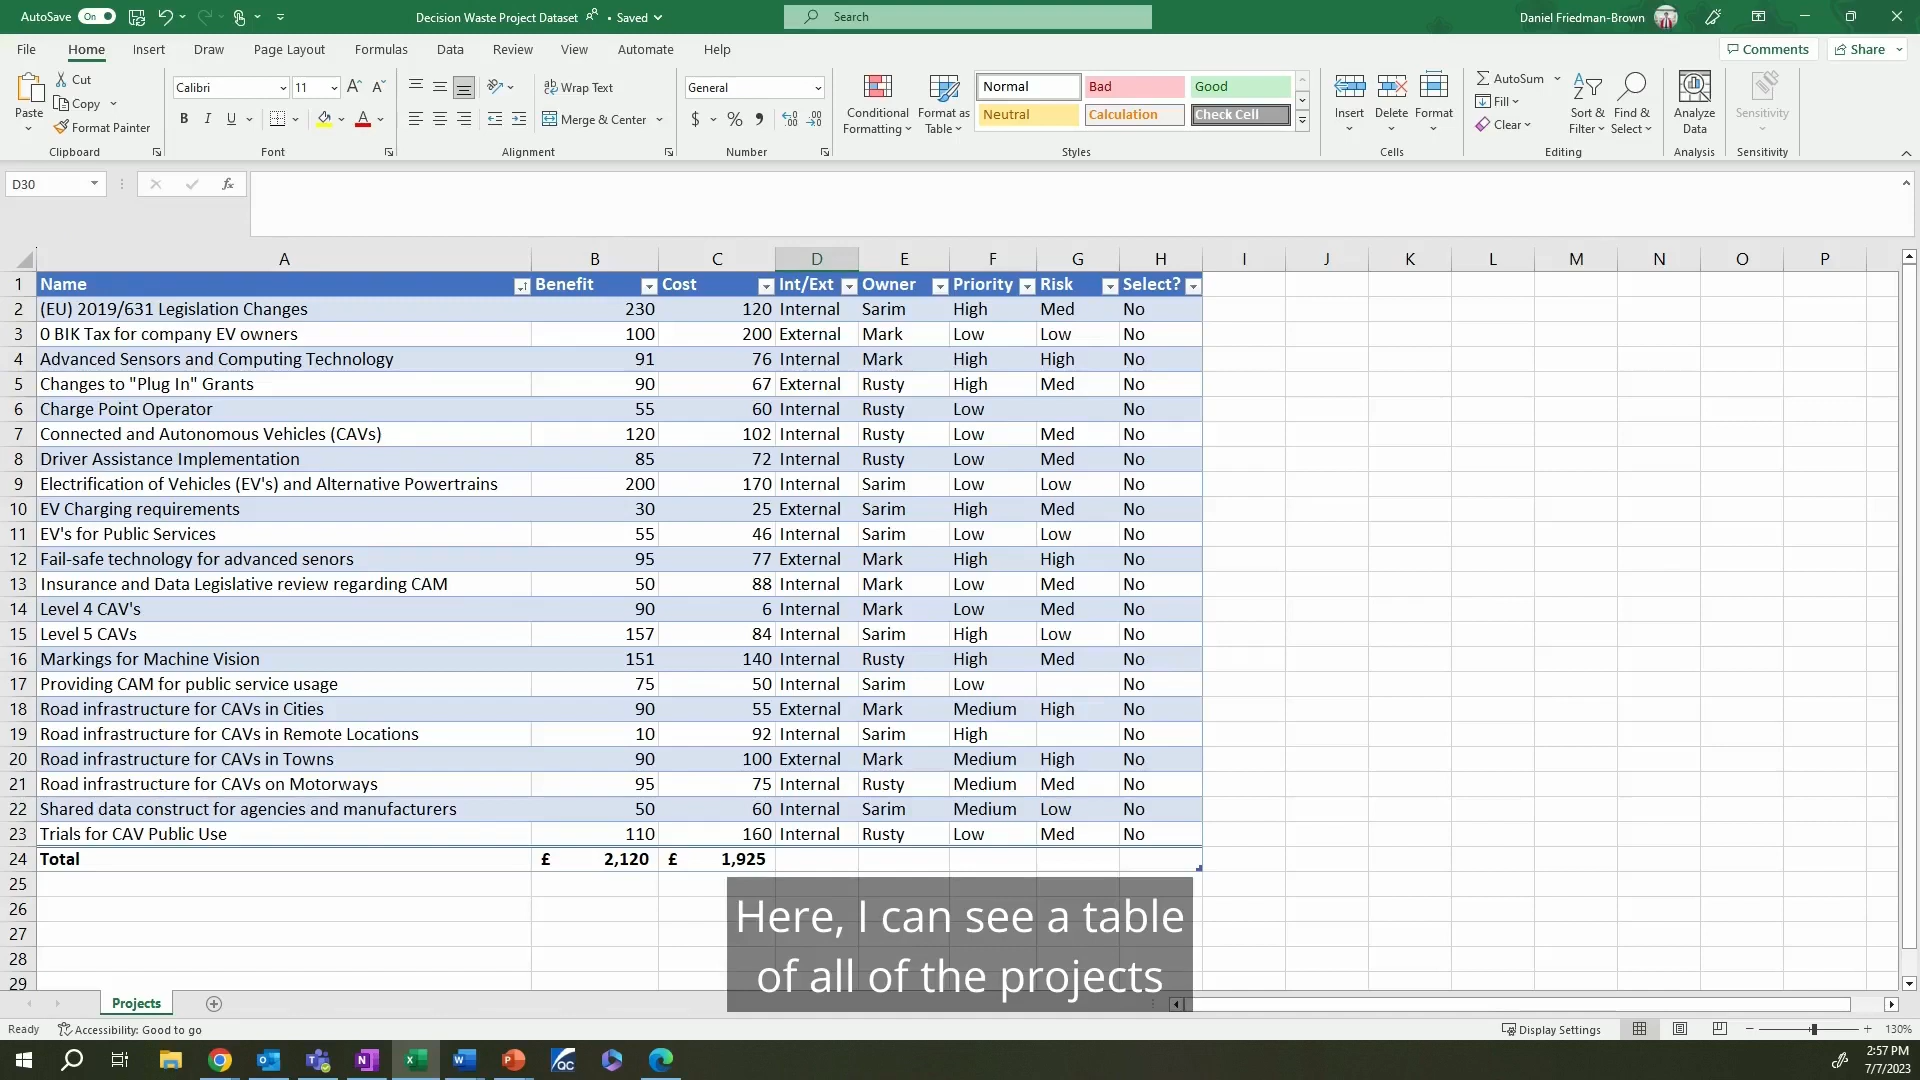 AutoSave On Decision Waste Project Dataset • Saved Search Daniel Friedman-Brown
File Home Insert Draw Page Layout Formulas Data Review View Automate Help Comments Share
Paste Cut Copy Format Painter Clipboard
Calibri 11 B I U A A A Font
Wrap Text Merge & Center Alignment
General $ % Number
Conditional Formatting Format as Table Normal Bad Good Neutral Calculation Check Cell Styles
Insert Delete Format Cells
AutoSum Fill Clear Sort & Filter Find & Select Editing
Analyze Data Analysis
Sensitivity Sensitivity
D30 fx
A B C D E F G H I J K L M N O P
1 Name Benefit Cost Int/Ext Owner Priority Risk Select?
2 (EU) 2019/631 Legislation Changes 230 120 Internal Sarim High Med No
3 0 BIK Tax for company EV owners 100 200 External Mark Low Low No
4 Advanced Sensors and Computing Technology 91 76 Internal Mark High High No
5 Changes to "Plug In" Grants 90 67 External Rusty High Med No
6 Charge Point Operator 55 60 Internal Rusty Low No
7 Connected and Autonomous Vehicles (CAVs) 120 102 Internal Rusty Low Med No
8 Driver Assistance Implementation 85 72 Internal Rusty Low Med No
9 Electrification of Vehicles (EV's) and Alternative Powertrains 200 170 Internal Sarim Low Low No
10 EV Charging requirements 30 25 External Sarim High Med No
11 EV's for Public Services 55 46 Internal Sarim Low Low No
12 Fail-safe technology for advanced senors 95 77 External Mark High High No
13 Insurance and Data Legislative review regarding CAM 50 88 Internal Mark Low Med No
14 Level 4 CAV's 90 6 Internal Mark Low Med No
15 Level 5 CAVs 157 84 Internal Sarim High Low No
16 Markings for Machine Vision 151 140 Internal Rusty High Med No
17 Providing CAM for public service usage 75 50 Internal Sarim Low No
18 Road infrastructure for CAVs in Cities 90 55 External Mark Medium High No
19 Road infrastructure for CAVs in Remote Locations 10 92 Internal Sarim High No
20 Road infrastructure for CAVs in Towns 90 100 External Mark Medium High No
21 Road infrastructure for CAVs on Motorways 95 75 Internal Rusty Medium Med No
22 Shared data construct for agencies and manufacturers 50 60 Internal Sarim Medium Low No
23 Trials for CAV Public Use 110 160 Internal Rusty Low Med No
24 Total £ 2,120 £ 1,925
25
26
27
28
29
Here, I can see a table
of all of the projects
Projects
Ready Accessibility: Good to go Display Settings 130%
2:57 PM
7/7/2023